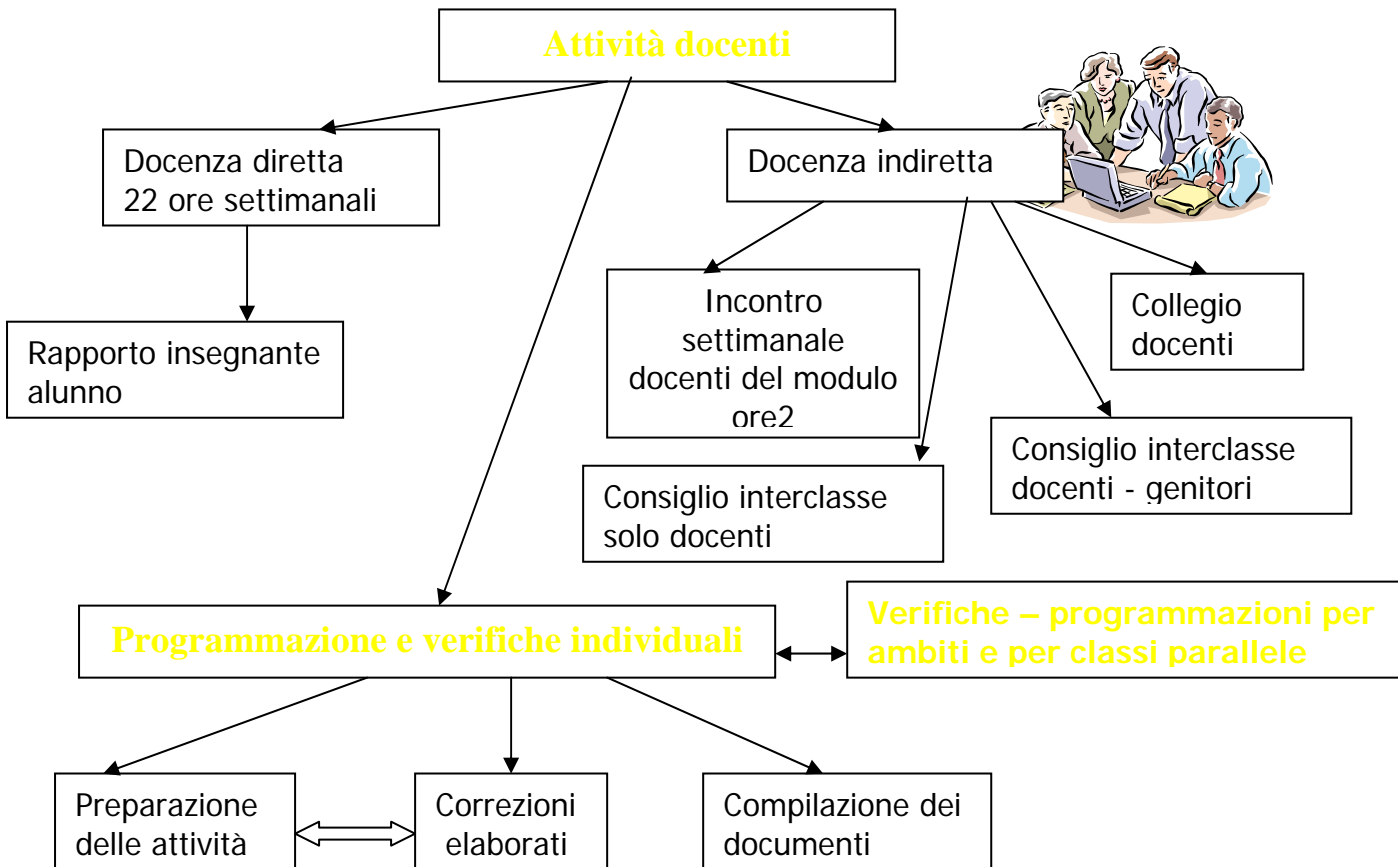 Attività docenti
Docenza diretta
22 ore settimanali
Docenza indiretta
Rapporto insegnante
alunno
Incontro
settimanale
docenti del modulo
ore2
Collegio
docenti
Consiglio interclasse
solo docenti
Consiglio interclasse
docenti - genitori
Programmazione e verifiche individuali
Verifiche – programmazioni per
ambiti e per classi parallele
Preparazione
delle attività
Correzioni
elaborati
Compilazione dei
documenti